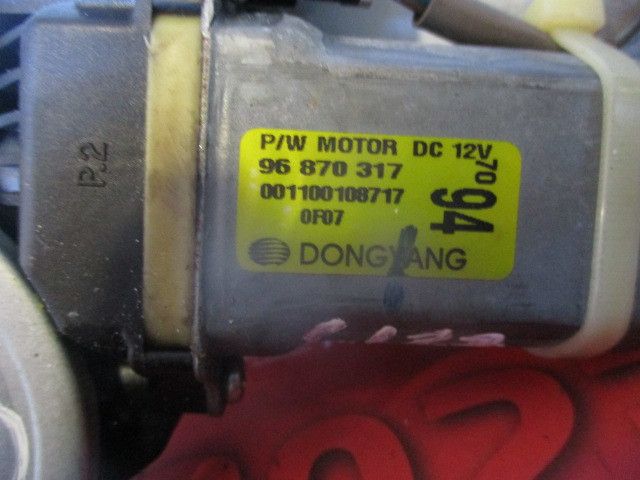 P.2
P/W MOTOR DC 12V
96 870 317
001100108717
0F07
DONGYANG
70
94